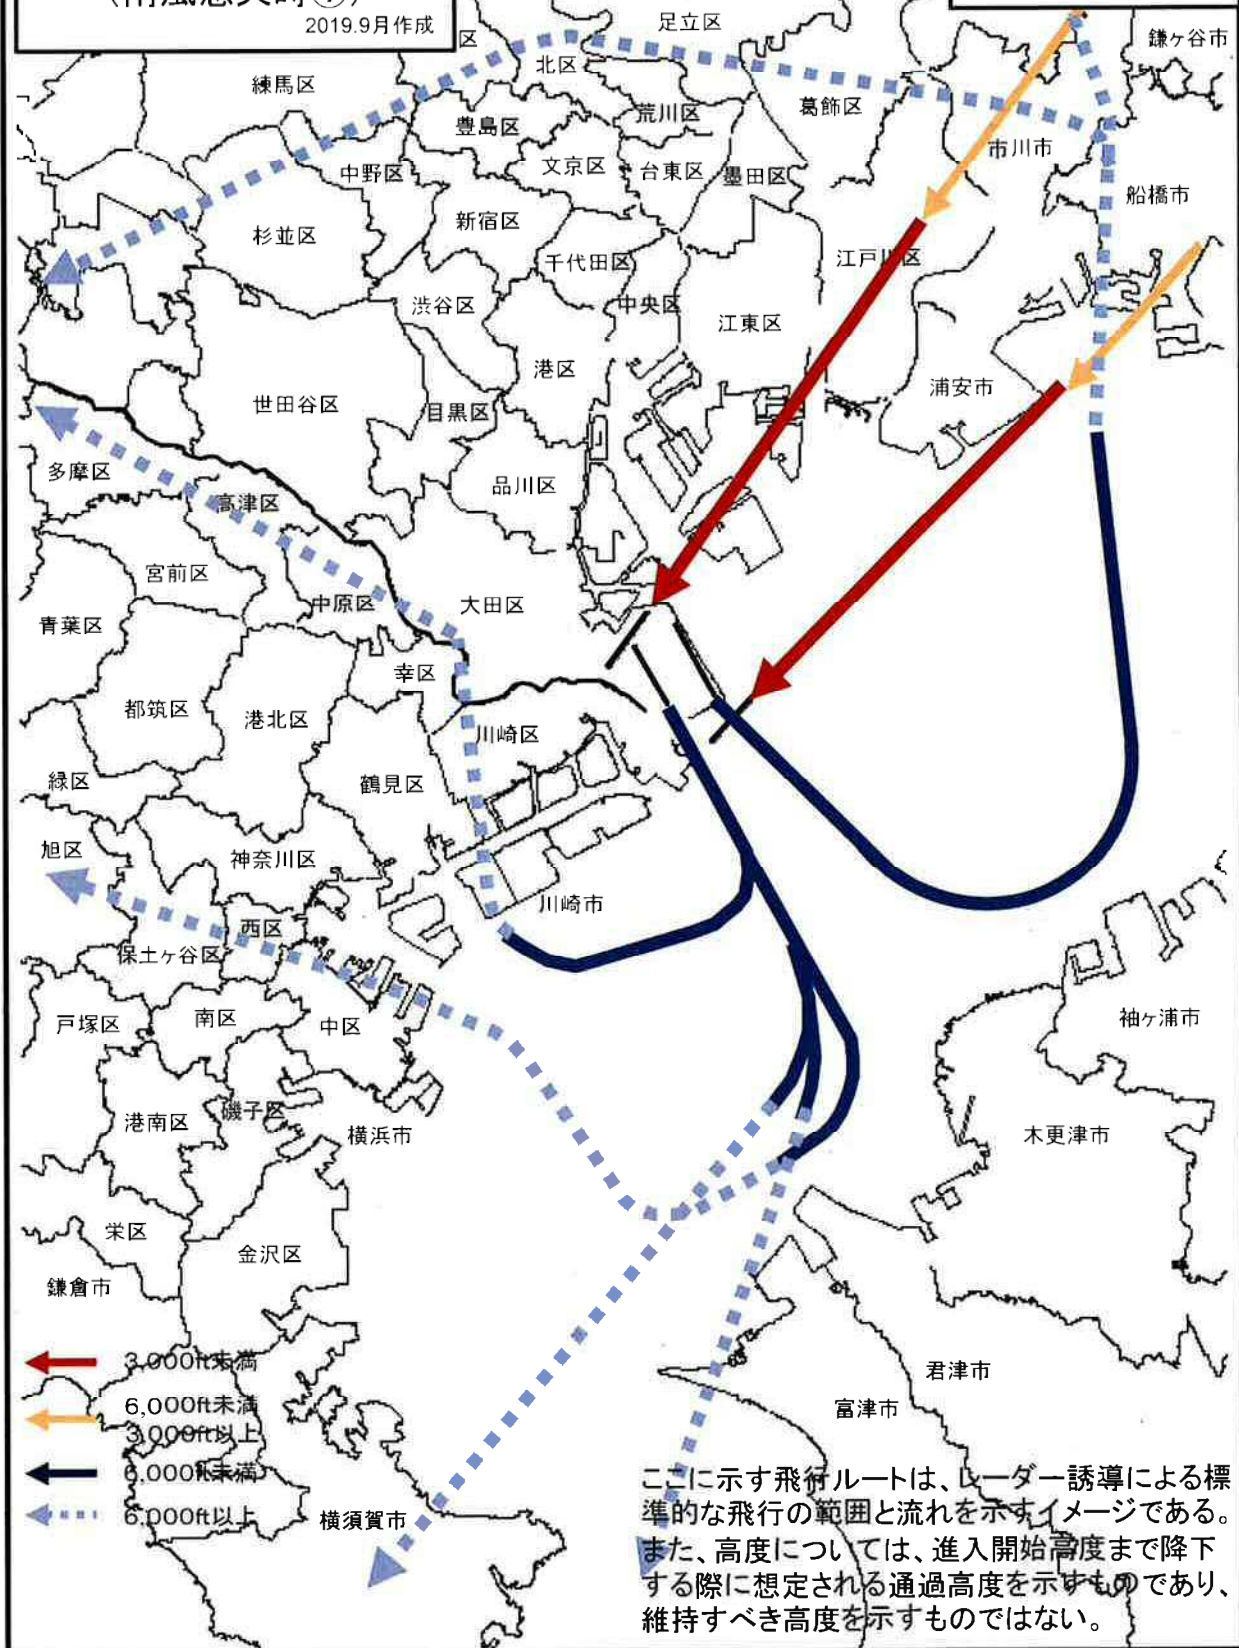 (南風悪天時①)
2019.9月作成
足立区
鎌ヶ谷市
区
北区
練馬区
葛飾区
荒川区
豊島区
市川市
文京区
台東区
中野区
墨田区
船橋市
新宿区
杉並区
江戸川区
千代田区
渋谷区
中央区
江東区
港区
浦安市
世田谷区
目黒区
多摩区
品川区
高津区
宮前区
中原区
大田区
青葉区
幸区
都筑区
港北区
川崎区
緑区
鶴見区
旭区
神奈川区
川崎市
西区
保土ヶ谷区
戸塚区
南区
中区
袖ヶ浦市
磯子区
港南区
横浜市
木更津市
栄区
金沢区
鎌倉市
3,000ft未満
君津市
6,000ft未満
3,000ft以上
富津市
6,000ft未満
6,000ft以上
横須賀市
ここに示す飛行ルートは、レーダー誘導による標
準的な飛行の範囲と流れを示すイメージである。
また、高度については、進入開始高度まで降下
する際に想定される通過高度を示すものであり、
維持すべき高度を示すものではない。